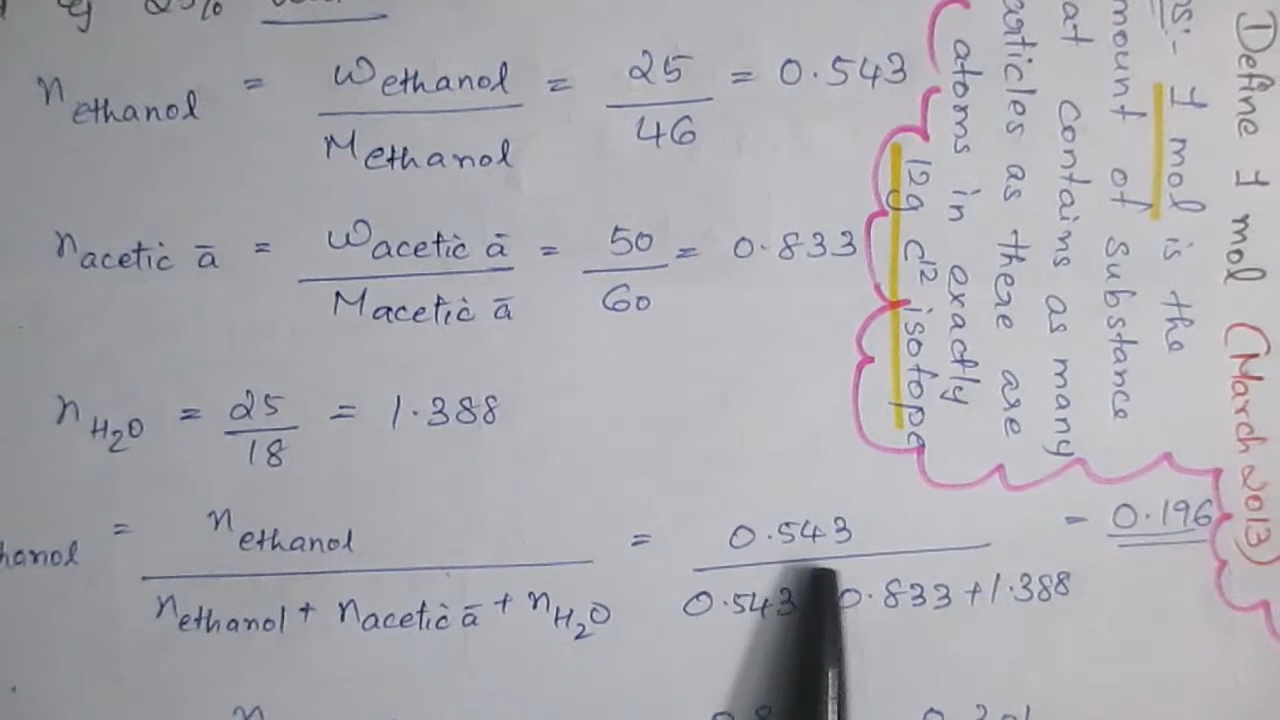 25%
n ethanol = W ethanol / M ethanol = 25 / 46 = 0.543
n acetic ā = W acetic ā / M acetic ā = 50 / 60 = 0.833
n H₂O = 25 / 18 = 1.388
hanol = n ethanol / n ethanol + n acetic ā + n H₂O = 0.543 / 0.543 0.833 + 1.388 = 0.196
Define 1 mol (March 2013)
ns:- 1 mol is the
mount of substance
at contains as many
articles as there are
atoms in exactly
12g C¹² isotope